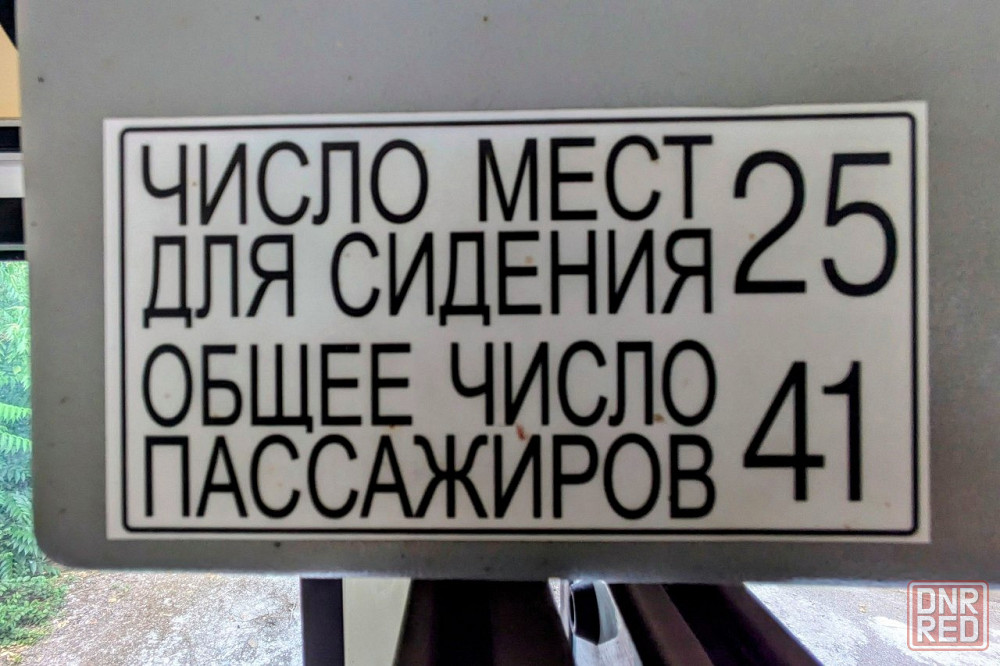 ЧИСЛО МЕСТ
ДЛЯ СИДЕНИЯ 25
ОБЩЕЕ ЧИСЛО
ПАССАЖИРОВ 41
DNR
RED